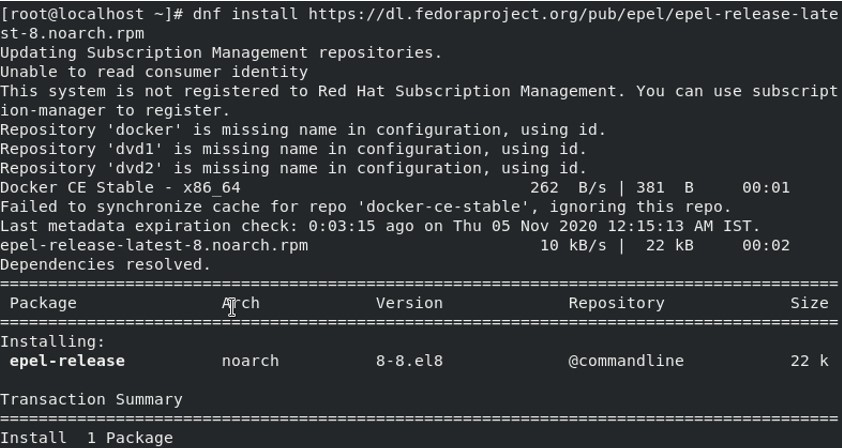 [root@localhost ~]# dnf install https://dl.fedoraproject.org/pub/epel/epel-release-late
st-8.noarch.rpm
Updating Subscription Management repositories.
Unable to read consumer identity
This system is not registered to Red Hat Subscription Management. You can use subscript
ion-manager to register.
Repository 'docker' is missing name in configuration, using id.
Repository 'dvd1' is missing name in configuration, using id.
Repository 'dvd2' is missing name in configuration, using id.
Docker CE Stable - x86_64                              262  B/s | 381  B     00:01
Failed to synchronize cache for repo 'docker-ce-stable', ignoring this repo.
Last metadata expiration check: 0:03:15 ago on Thu 05 Nov 2020 12:15:13 AM IST.
epel-release-latest-8.noarch.rpm                        10 kB/s |  22 kB     00:02
Dependencies resolved.
=======================================================================================
 Package               Arch            Version             Repository             Size
=======================================================================================
Installing:
 epel-release          noarch          8-8.el8             @commandline           22 k
Transaction Summary
=======================================================================================
Install  1 Package